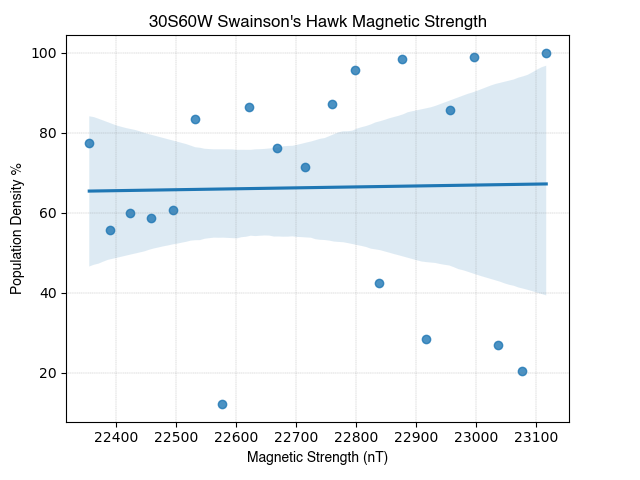 30S60W Swainson's Hawk Magnetic Strength
100
80
60
40
20
Population Density %
22400 22500 22600 22700 22800 22900 23000 23100
Magnetic Strength (nT)